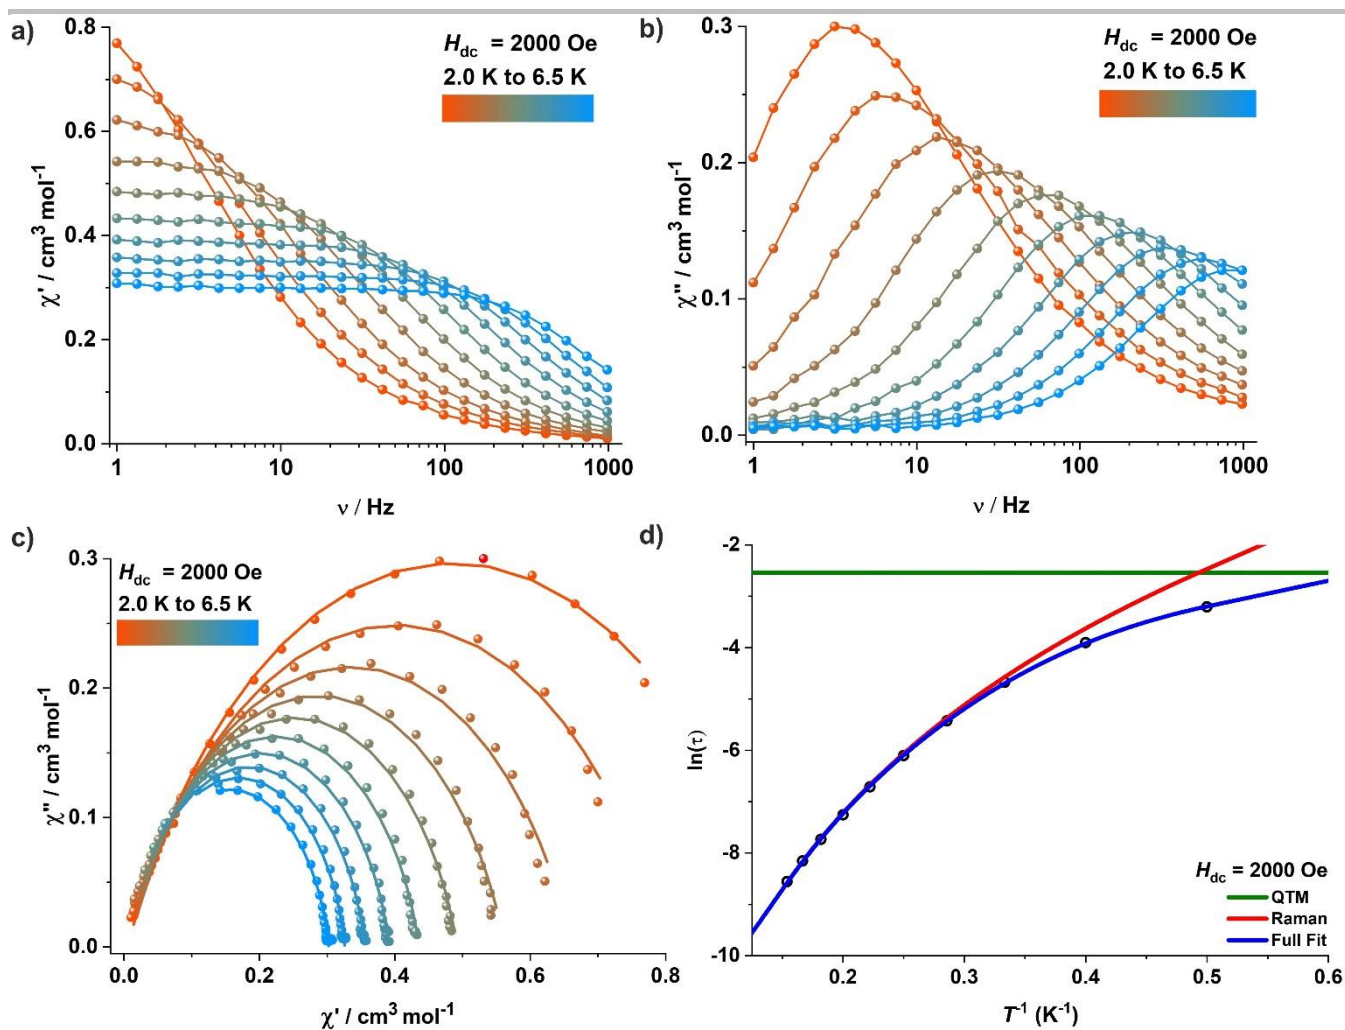 a)
H_dc = 2000 Oe
2.0 K to 6.5 K
0.8
0.6
0.4
0.2
0.0
χ' / cm³ mol⁻¹
1
10
100
1000
ν / Hz
b)
H_dc = 2000 Oe
2.0 K to 6.5 K
0.3
0.2
0.1
0.0
χ" / cm³ mol⁻¹
1
10
100
1000
ν / Hz
c)
H_dc = 2000 Oe
2.0 K to 6.5 K
0.3
0.2
0.1
0.0
χ" / cm³ mol⁻¹
0.0
0.2
0.4
0.6
0.8
χ' / cm³ mol⁻¹
d)
-2
-4
-6
-8
-10
ln(τ)
H_dc = 2000 Oe
QTM
Raman
Full Fit
0.2
0.3
0.4
0.5
0.6
T⁻¹ (K⁻¹)